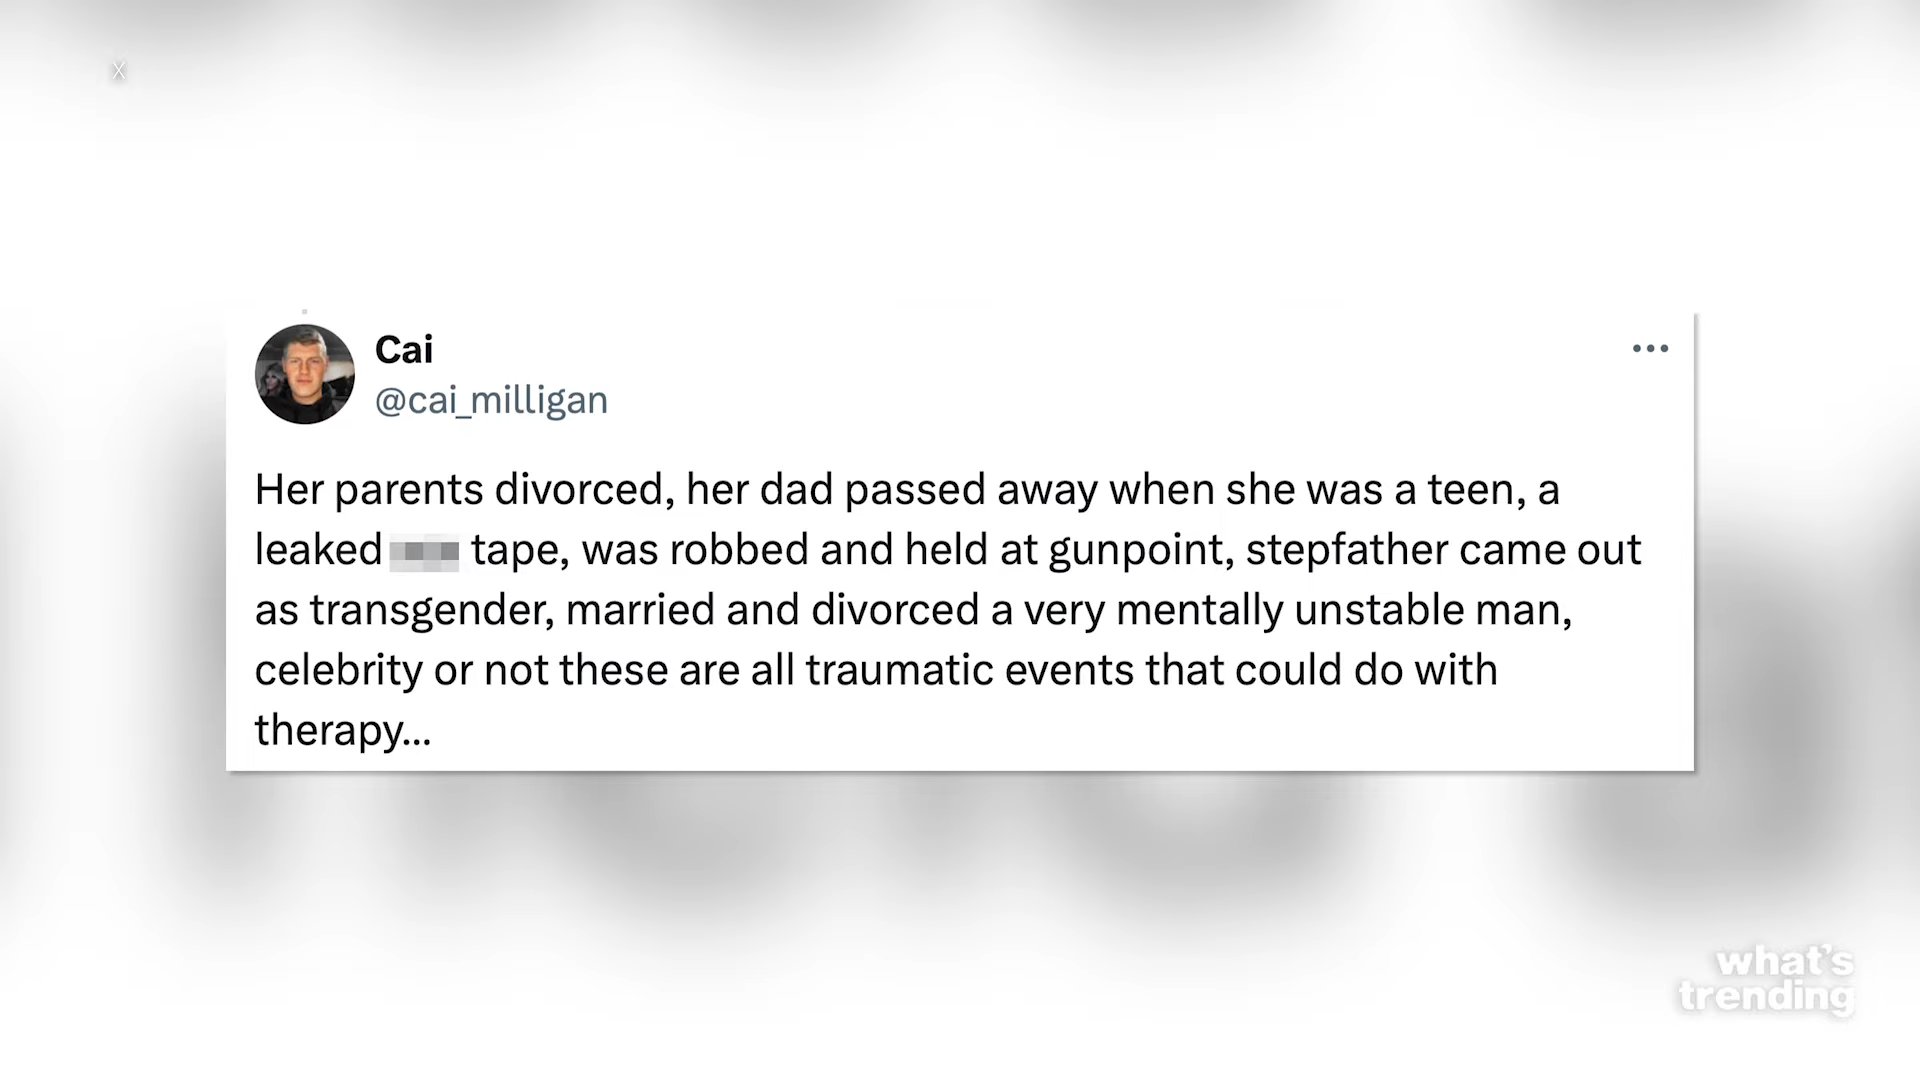 X
Cai
@cai_milligan
Her parents divorced, her dad passed away when she was a teen, a
leaked tape, was robbed and held at gunpoint, stepfather came out
as transgender, married and divorced a very mentally unstable man,
celebrity or not these are all traumatic events that could do with
therapy...
what's
trending